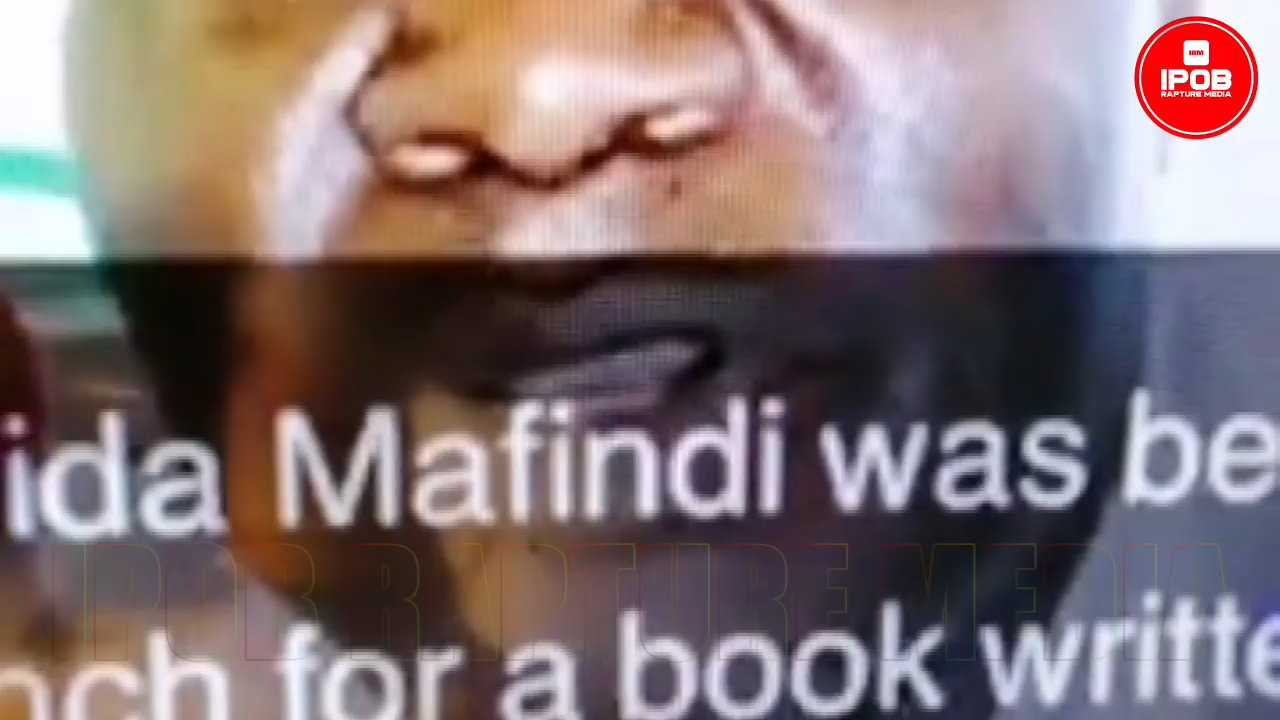 IRM
IPOB
RAPTURE MEDIA
ida Mafindi was be
IPOB RAPTURE MEDIA
nch for a book writte